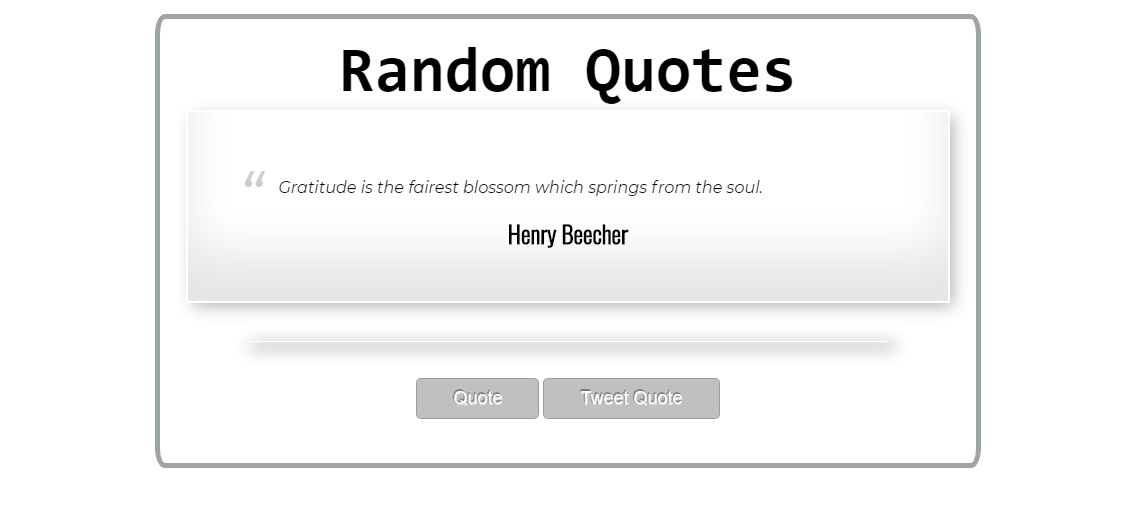 Random Quotes
“ Gratitude is the fairest blossom which springs from the soul.
Henry Beecher
Quote Tweet Quote